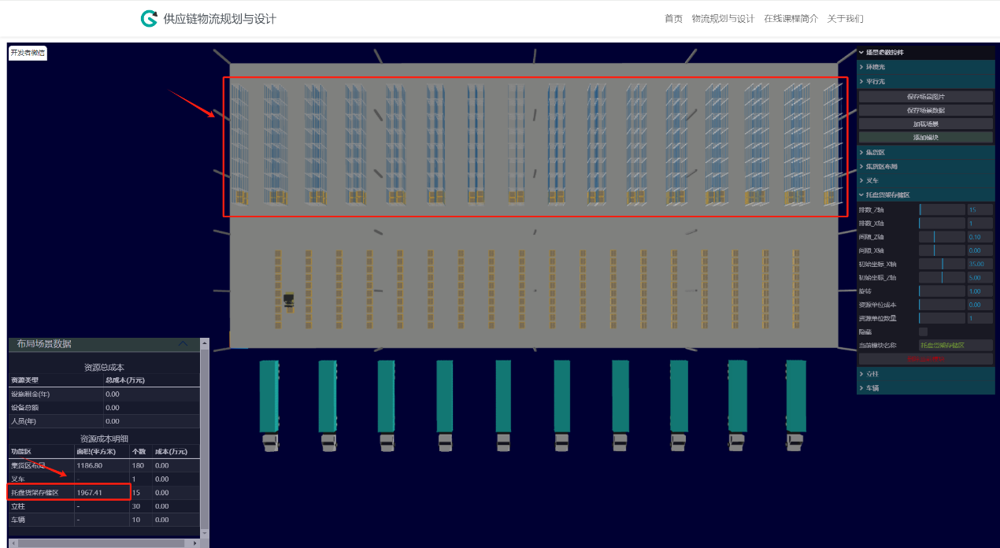 供应链物流规划与设计
首页 物流规划与设计 在线课程简介 关于我们
开发者微信
场景参数控件
环境光
平行光
保存场景图片
保存场景数据
加载场景
添加模块
集货区
集货区布局
叉车
托盘货架存储区
排数_Z轴 15
排数_X轴 1
间隔_Z轴 0.10
间隔_X轴 0.00
初始坐标_X轴 35.00
初始坐标_Z轴 5.00
旋转 1.00
资源单位成本 0.00
资源单位数量 1
隐藏
当前模块名称 托盘货架存储区
立柱
车辆
布局场景数据
资源总成本
资源类型 总成本(万元)
设施租金(年) 0.00
设备总额 0.00
人员(年) 0.00
资源成本明细
功能区 面积(平方米) 个数 成本(万元)
集货区布局 1186.80 180 0.00
叉车 - 1 0.00
托盘货架存储区 1967.41 15 0.00
立柱 - 30 0.00
车辆 - 10 0.00